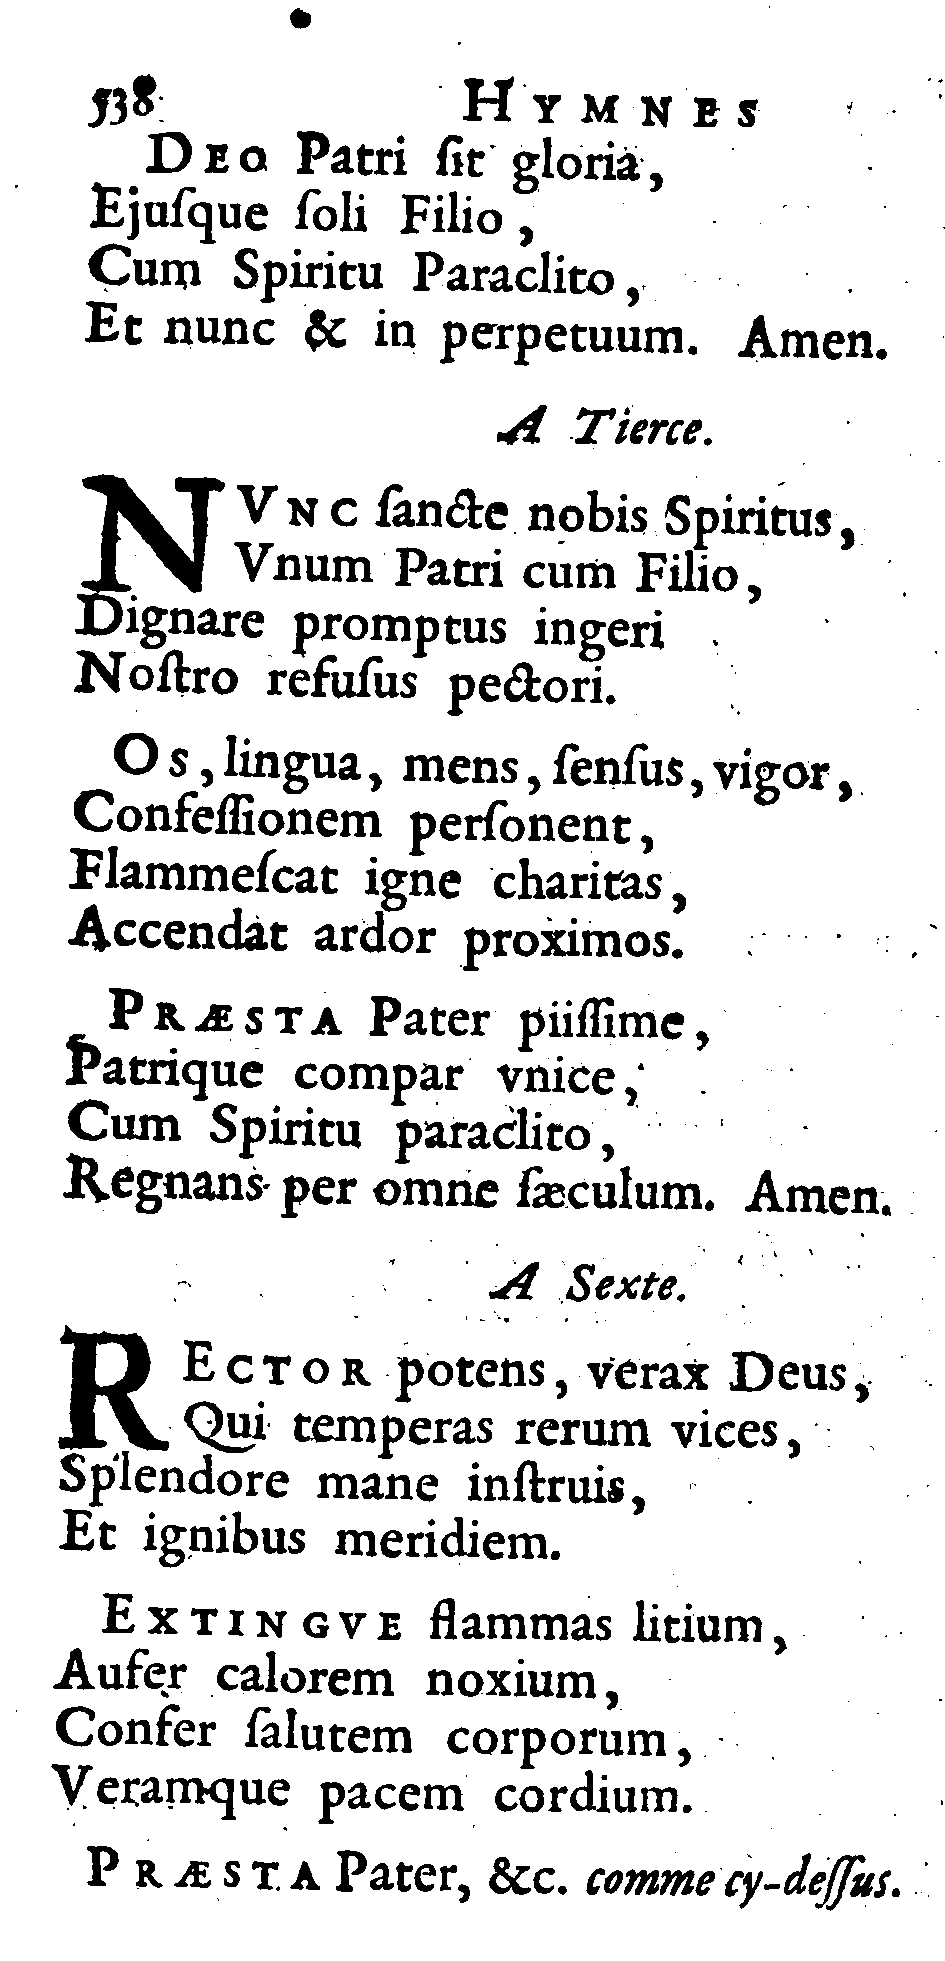 538 HYMNES
DEO Patri ſit gloria,
Ejuſque ſoli Filio,
Cum Spiritu Paraclito,
Et nunc & in perpetuum. Amen.
A Tierce.
NVNC ſancte nobis Spiritus,
Vnum Patri cum Filio,
Dignare promptus ingeri
Noſtro refuſus pectori.
Os, lingua, mens, ſenſus, vigor,
Confeſſionem perſonent,
Flammeſcat igne charitas,
Accendat ardor proximos.
PRÆSTA Pater piiſſime,
Patrique compar vnice,
Cum Spiritu paraclito,
Regnans per omne ſæculum. Amen.
A Sexte.
RECTOR potens, verax Deus,
Qui temperas rerum vices,
Splendore mane inſtruis,
Et ignibus meridiem.
EXTINGVE flammas litium,
Aufer calorem noxium,
Confer ſalutem corporum,
Veramque pacem cordium.
PRÆSTA Pater, &c. comme cy-deſſus.